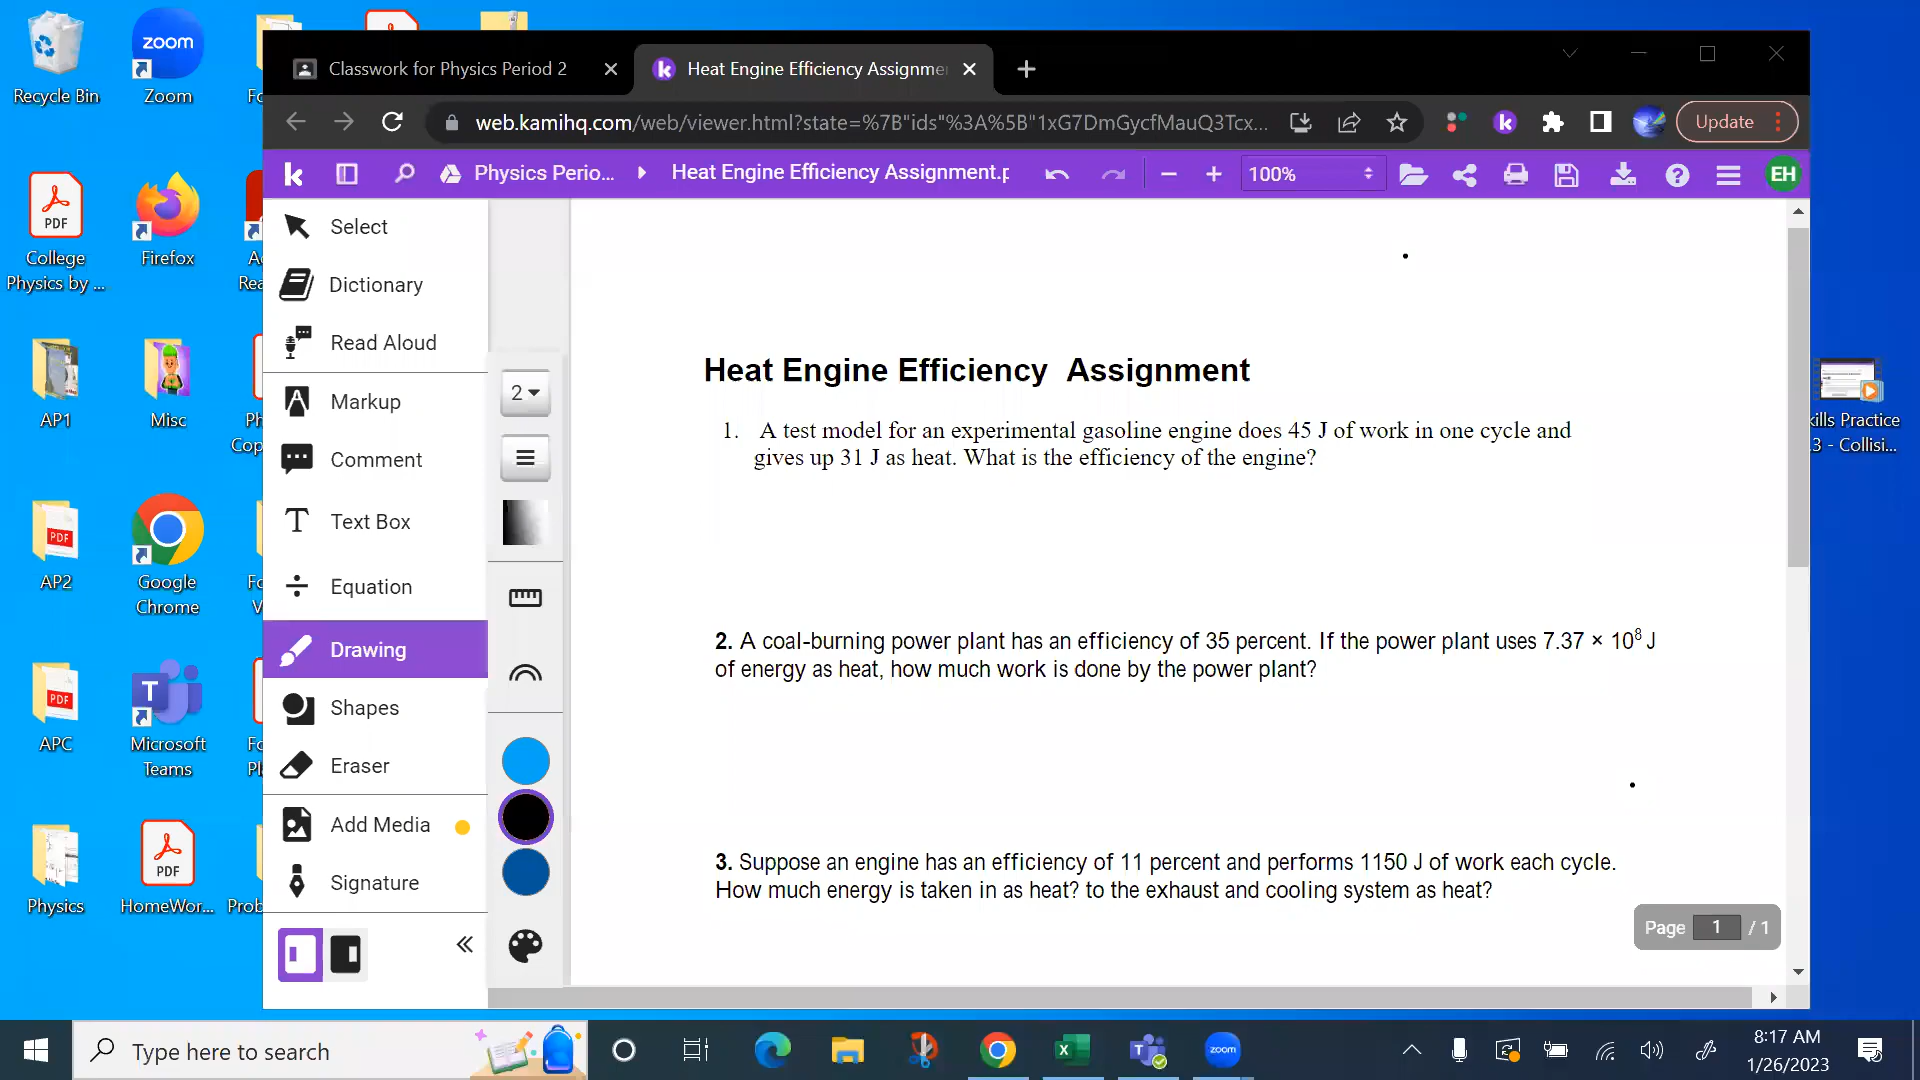 Recycle Bin
Zoom
zoom
Classwork for Physics Period 2
Heat Engine Efficiency Assignme
web.kamihq.com/web/viewer.html?state=%7B"ids"%3A%5B"1xG7DmGycfMauQ3Tcx...
Update
Physics Perio...
Heat Engine Efficiency Assignment.p
100%
EH
Select
Dictionary
Read Aloud
Markup
Comment
Text Box
Equation
Drawing
Shapes
Eraser
Add Media
Signature
2
Heat Engine Efficiency Assignment
1. A test model for an experimental gasoline engine does 45 J of work in one cycle and
gives up 31 J as heat. What is the efficiency of the engine?
2. A coal-burning power plant has an efficiency of 35 percent. If the power plant uses 7.37 × 10⁸ J
of energy as heat, how much work is done by the power plant?
3. Suppose an engine has an efficiency of 11 percent and performs 1150 J of work each cycle.
How much energy is taken in as heat? to the exhaust and cooling system as heat?
Page 1 / 1
PDF
College
Physics by ...
Firefox
Rea
AP1
Misc
Ph
Cop
PDF
AP2
Google
Chrome
PDF
APC
T
Microsoft
Teams
Physics
PDF
HomeWor...
Prob
kills Practice
3 - Collisi...
Type here to search
zoom
8:17 AM
1/26/2023